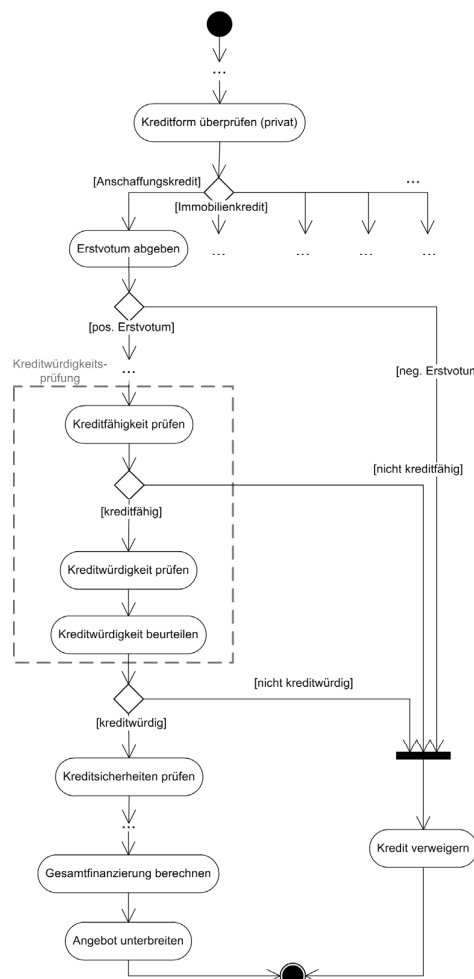 ...
Kreditform überprüfen (privat)
...
[Anschaffungskredit]
[Immobilienkredit]
Erstvotum abgeben
... ... ... ...
[pos. Erstvotum]
Kreditwürdigkeits-
prüfung
...
[neg. Erstvotum
Kreditfähigkeit prüfen
[nicht kreditfähig]
[kreditfähig]
Kreditwürdigkeit prüfen
Kreditwürdigkeit beurteilen
[nicht kreditwürdig]
[kreditwürdig]
Kreditsicherheiten prüfen
...
Kredit verweigern
Gesamtfinanzierung berechnen
Angebot unterbreiten